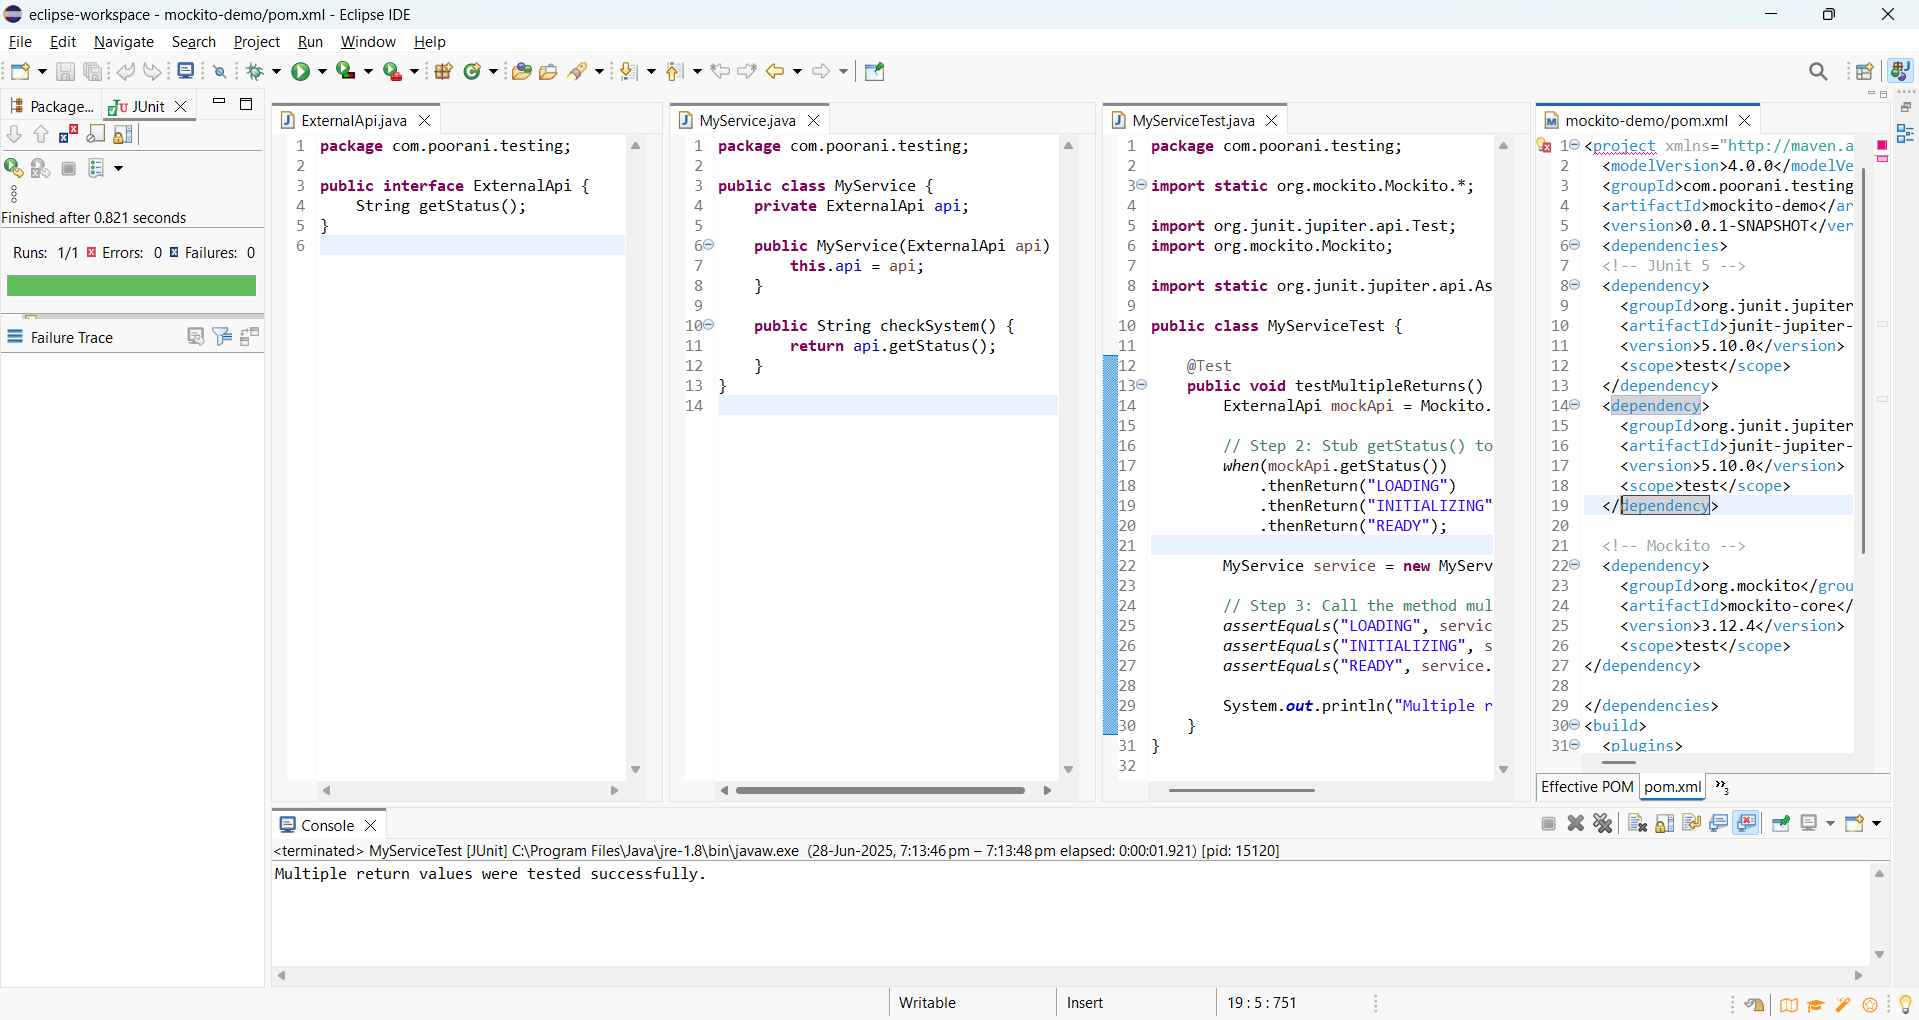 eclipse-workspace - mockito-demo/pom.xml - Eclipse IDE
File Edit Navigate Search Project Run Window Help
Package...
JUnit
Finished after 0.821 seconds
Runs: 1/1 Errors: 0 Failures: 0
Failure Trace
ExternalApi.java
1 package com.poorani.testing;
2
3 public interface ExternalApi {
4     String getStatus();
5 }
6
MyService.java
1 package com.poorani.testing;
2
3 public class MyService {
4     private ExternalApi api;
5
6     public MyService(ExternalApi api)
7         this.api = api;
8     }
9
10     public String checkSystem() {
11         return api.getStatus();
12     }
13 }
14
MyServiceTest.java
1 package com.poorani.testing;
2
3 import static org.mockito.Mockito.*;
4
5 import org.junit.jupiter.api.Test;
6 import org.mockito.Mockito;
7
8 import static org.junit.jupiter.api.As
9
10 public class MyServiceTest {
11
12     @Test
13     public void testMultipleReturns()
14         ExternalApi mockApi = Mockito.
15
16         // Step 2: Stub getStatus() to
17         when(mockApi.getStatus())
18             .thenReturn("LOADING")
19             .thenReturn("INITIALIZING"
20             .thenReturn("READY");
21
22         MyService service = new MyServ
23
24         // Step 3: Call the method mul
25         assertEquals("LOADING", servic
26         assertEquals("INITIALIZING", s
27         assertEquals("READY", service.
28
29         System.out.println("Multiple r
30     }
31 }
32
mockito-demo/pom.xml
1 <project xmlns="http://maven.a
2   <modelVersion>4.0.0</modelVe
3   <groupId>com.poorani.testing
4   <artifactId>mockito-demo</ar
5   <version>0.0.1-SNAPSHOT</ver
6   <dependencies>
7   <!-- JUnit 5 -->
8   <dependency>
9     <groupId>org.junit.jupiter
10     <artifactId>junit-jupiter-
11     <version>5.10.0</version>
12     <scope>test</scope>
13   </dependency>
14   <dependency>
15     <groupId>org.junit.jupiter
16     <artifactId>junit-jupiter-
17     <version>5.10.0</version>
18     <scope>test</scope>
19   </dependency>
20
21   <!-- Mockito -->
22   <dependency>
23     <groupId>org.mockito</grou
24     <artifactId>mockito-core</
25     <version>3.12.4</version>
26     <scope>test</scope>
27 </dependency>
28
29 </dependencies>
30 <build>
31   <plugins>
Effective POM pom.xml »3
Console
<terminated> MyServiceTest [JUnit] C:\Program Files\Java\jre-1.8\bin\javaw.exe (28-Jun-2025, 7:13:46 pm – 7:13:48 pm elapsed: 0:00:01.921) [pid: 15120]
Multiple return values were tested successfully.
Writable Insert 19 : 5 : 751